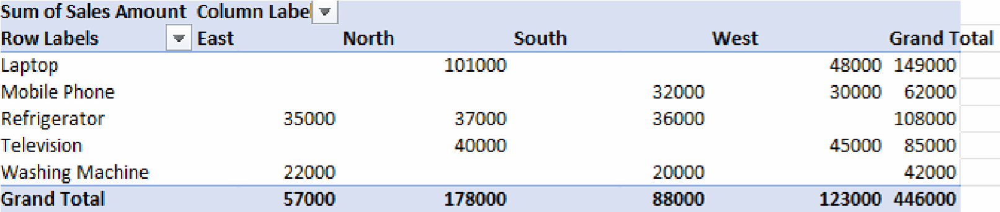 Sum of Sales Amount Column Label
Row Labels East North South West Grand Total
Laptop 101000 48000 149000
Mobile Phone 32000 30000 62000
Refrigerator 35000 37000 36000 108000
Television 40000 45000 85000
Washing Machine 22000 20000 42000
Grand Total 57000 178000 88000 123000 446000